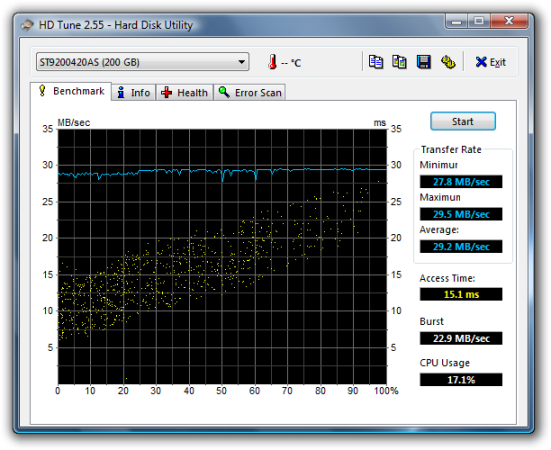 HD Tune 2.55 - Hard Disk Utility
ST9200420AS (200 GB)
-- °C
Exit
Benchmark
Info
Health
Error Scan
MB/sec
ms
Start
35
30
25
20
15
10
5
35
30
25
20
15
10
5
0
10
20
30
40
50
60
70
80
90
100%
Transfer Rate
Minimur
27.8 MB/sec
Maximun
29.5 MB/sec
Average:
29.2 MB/sec
Access Time:
15.1 ms
Burst
22.9 MB/sec
CPU Usage
17.1%